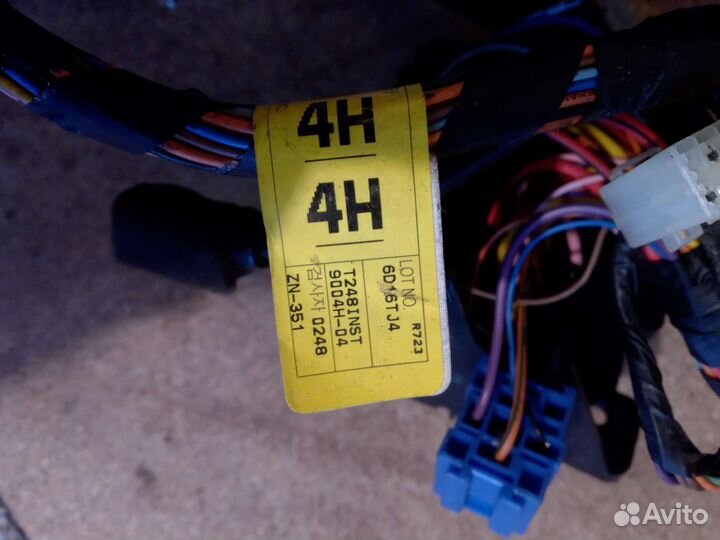 4H
4H
LOT NO. R723
6D16TJ4
T248INST
9004H-04
검사자 0248
ZN-351
Avito